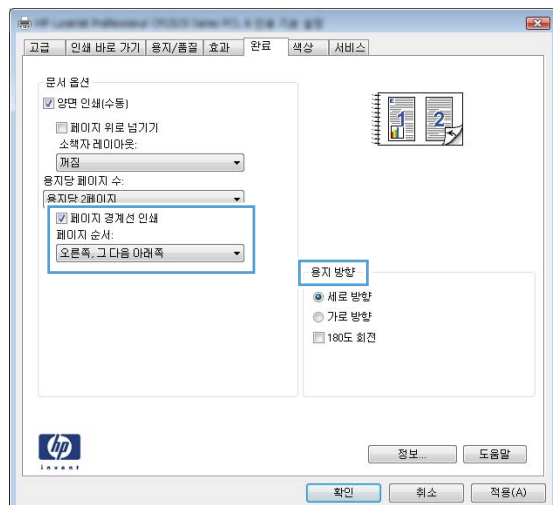 고급 인쇄 바로 가기 용지/품질 효과 완료 색상 서비스
문서 옵션
양면 인쇄(수동)
페이지 위로 넘기기
소책자 레이아웃:
꺼짐
용지당 페이지 수:
용지당 2페이지
페이지 경계선 인쇄
페이지 순서:
오른쪽, 그 다음 아래쪽
1 2
용지 방향
세로 방향
가로 방향
180도 회전
hp
invent
정보... 도움말
확인 취소 적용(A)